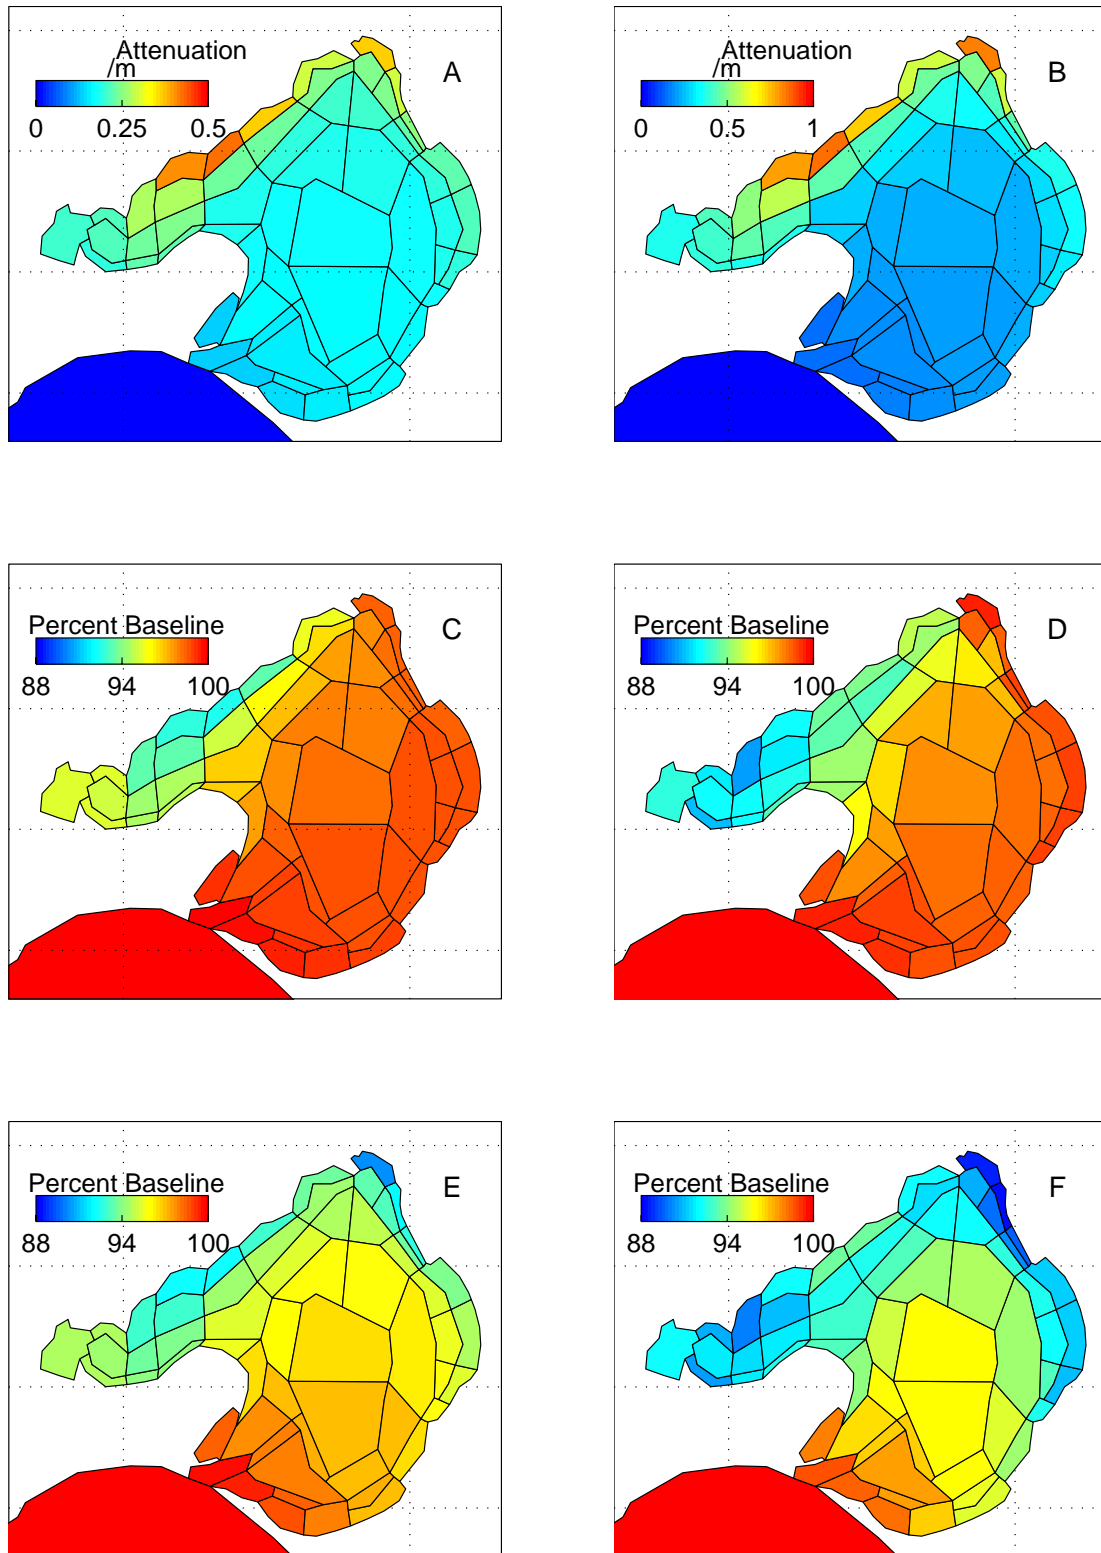 Attenuation
/m
A
0 0.25 0.5
Attenuation
/m
B
0 0.5 1
Percent Baseline
C
88 94 100
Percent Baseline
D
88 94 100
Percent Baseline
E
88 94 100
Percent Baseline
F
88 94 100